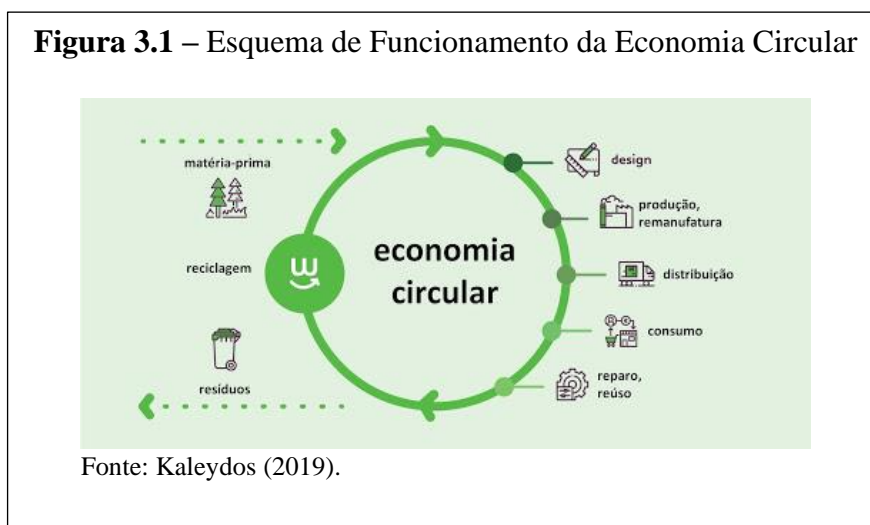 Figura 3.1 – Esquema de Funcionamento da Economia Circular
matéria-prima
reciclagem
resíduos
economia
circular
design
produção,
remanufatura
distribuição
consumo
reparo,
reúso
Fonte: Kaleydos (2019).